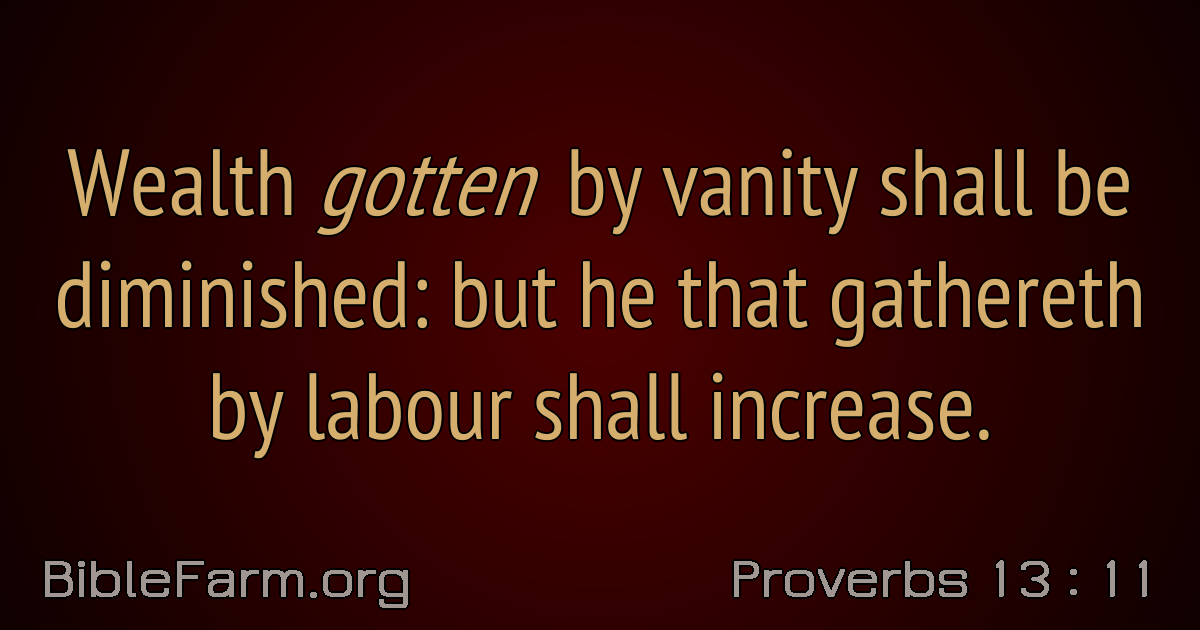 Wealth gotten by vanity shall be
diminished: but he that gathereth
by labour shall increase.
BibleFarm.org
Proverbs 13 : 11